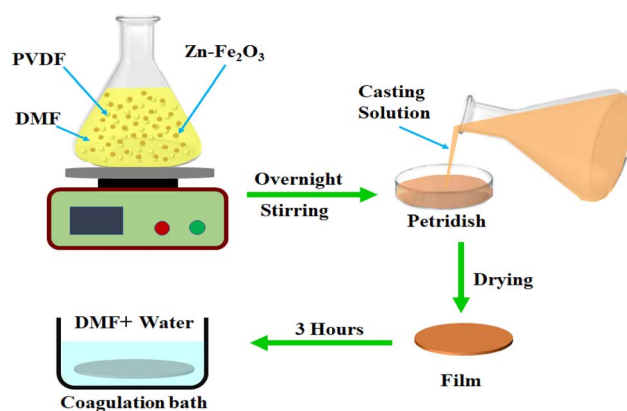 PVDF
Zn-Fe₂O₃
DMF
Casting
Solution
Overnight
Stirring
Petridish
Drying
DMF+ Water
3 Hours
Film
Coagulation bath